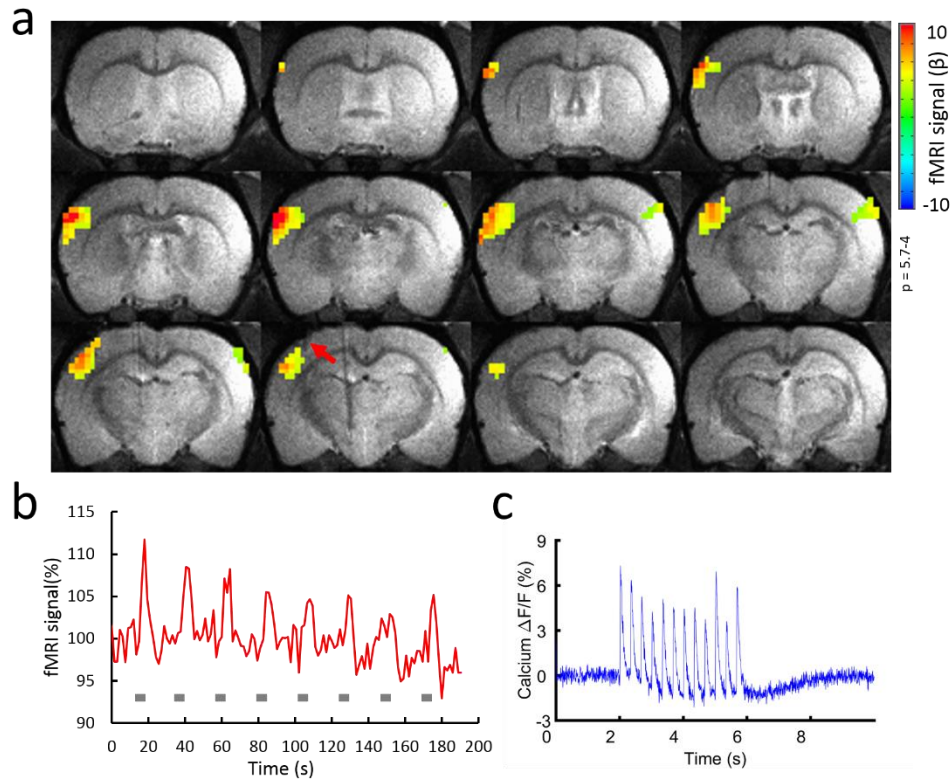 a
10
fMRI signal (β)
-10
p = 5.7-4
b
fMRI signal(%)
115
110
105
100
95
90
0 20 40 60 80 100 120 140 160 180 200
Time (s)
c
Calcium ΔF/F (%)
9
6
3
0
-3
0 2 4 6 8
Time (s)